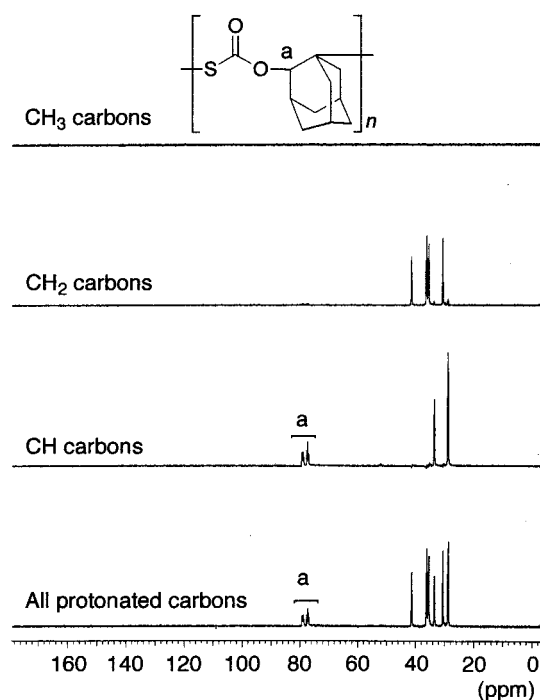 O
a
S
O
n
CH₃ carbons
CH₂ carbons
a
CH carbons
a
All protonated carbons
160 140 120 100 80 60 40 20 0
(ppm)